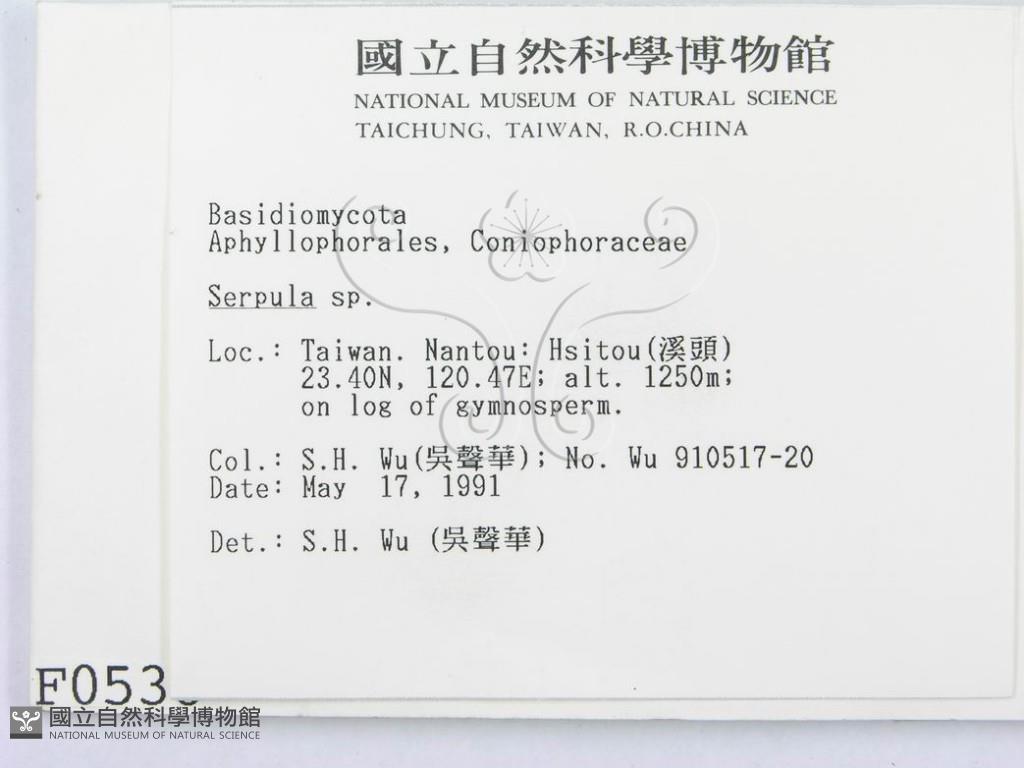 國立自然科學博物館
NATIONAL MUSEUM OF NATURAL SCIENCE
TAICHUNG, TAIWAN, R.O.CHINA
Basidiomycota
Aphyllophorales, Coniophoraceae
Serpula sp.
Loc.: Taiwan. Nantou: Hsitou(溪頭)
23.40N, 120.47E; alt. 1250m;
on log of gymnosperm.
Col.: S.H. Wu(吳聲華); No. Wu 910517-20
Date: May 17, 1991
Det.: S.H. Wu (吳聲華)
國立自然科學博物館
NATIONAL MUSEUM OF NATURAL SCIENCE